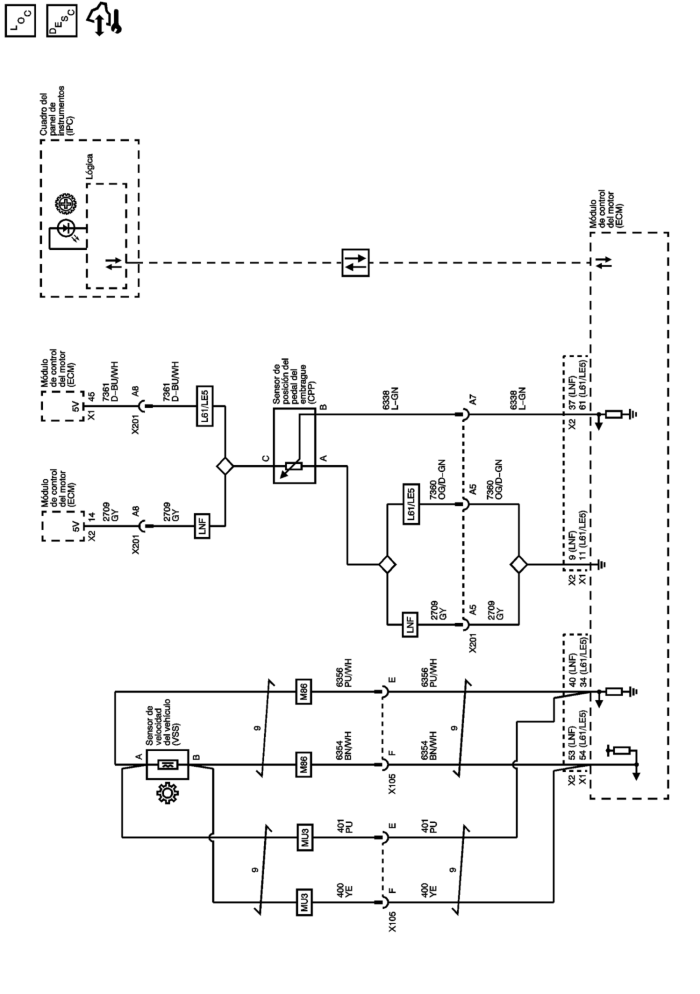 LOC
DESC
Cuadro del
panel de
instrumentos
(IPC)
Lógica
Módulo
de control
del motor
(ECM)
5V
X2
14
2709
GY
X201
A8
2709
GY
LNF
Módulo
de control
del motor
(ECM)
5V
X1
45
7361
D-BU/WH
X201
A8
7361
D-BU/WH
L61/LE5
Sensor de
posición del
pedal del
embrague
(CPP)
C
A
B
6338
L-GN
A7
6338
L-GN
LNF
2709
GY
X201
A5
2709
GY
L61/LE5
7360
OG/D-GN
A5
7360
OG/D-GN
X2
9 (LNF)
X1
11 (L61/LE5)
X2
37 (LNF)
61 (L61/LE5)
Módulo
de control
del motor
(ECM)
Sensor de
velocidad
del vehículo
(VSS)
A
B
9
9
MU3
MU3
M86
M86
400
YE
401
PU
6354
BN/WH
6356
PU/WH
X105
F
E
X105
F
E
400
YE
401
PU
6354
BN/WH
6356
PU/WH
9
9
X2
53 (LNF)
40 (LNF)
X1
54 (L61/LE5)
34 (L61/LE5)